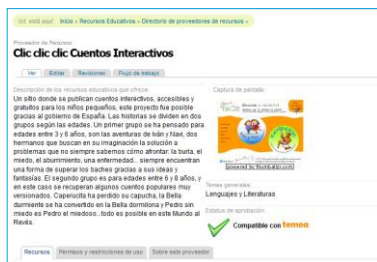 Ud. está aquí: Inicio » Recursos Educativos » Directorio de proveedores de recursos »
Proveedor de Recursos
Clic clic clic Cuentos Interactivos
Ver Editar Revisiones Flujo de trabajo
Descripción de los recursos educativos que ofrece:
Un sitio donde se publican cuentos interectivos, accesibles y
gratuitos para los niños pequeños, este proyecto fue posible
gracias al gobierno de España. Las historias se dividen en dos
grupos según las edades. Un primer grupo se ha pensado para
edades entre 3 y 6 años, son las aventuras de Iván y Navi, dos
hermanos que buscan en su imaginación la solución a
problemas que no siempre sabemos cómo afrontar: la burla, el
miedo, el aburrimiento, una enfermedad... siempre encuentran
una forma de superar los baches gracias a sus ideas y
fantasías. El segundo grupo es para edades entre 6 y 8 años, y
en este caso se recuperan algunos cuentos populares muy
versionados. Caperucita ha perdido su capucha, la Bella
durmiente se ha convertido en la Bella dormilona y Pedro sin
miedo es Pedro el miedoso...todo es posible en este Mundo al
Revés.
Captura de pantalla:
powered by thumbalizr.com
Temas generales:
Lenguajes y Literaturas
Estatus de aprobación:
Compatible con temoa
Recursos Permisos y restricciones de uso Sobre este proveedor